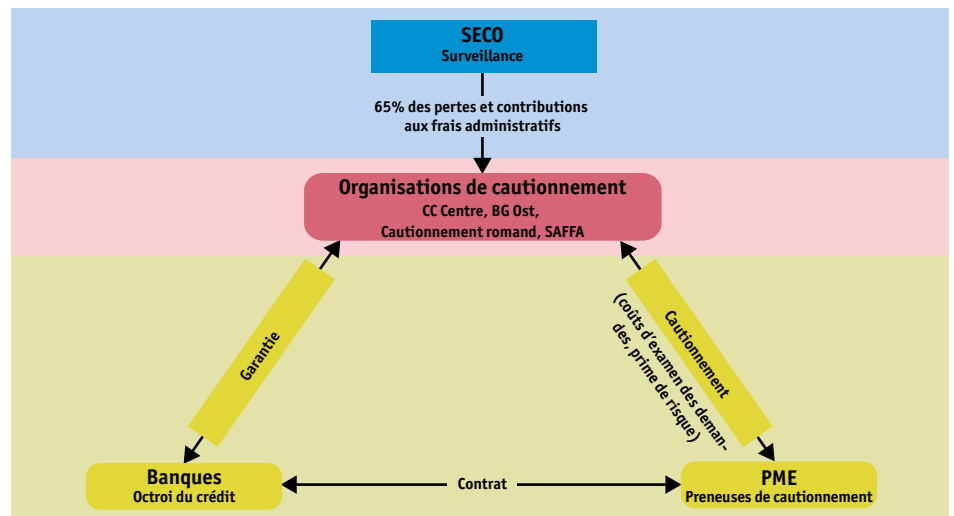 SECO
Surveillance
65% des pertes et contributions
aux frais administratifs
Organisations de cautionnement
CC Centre, BG Ost,
Cautionnement romand, SAFFA
Garantie
Cautionnement
(coûts d'examen des deman-
des, prime de risque)
Banques
Octroi du crédit
Contrat
PME
Preneuses de cautionnement